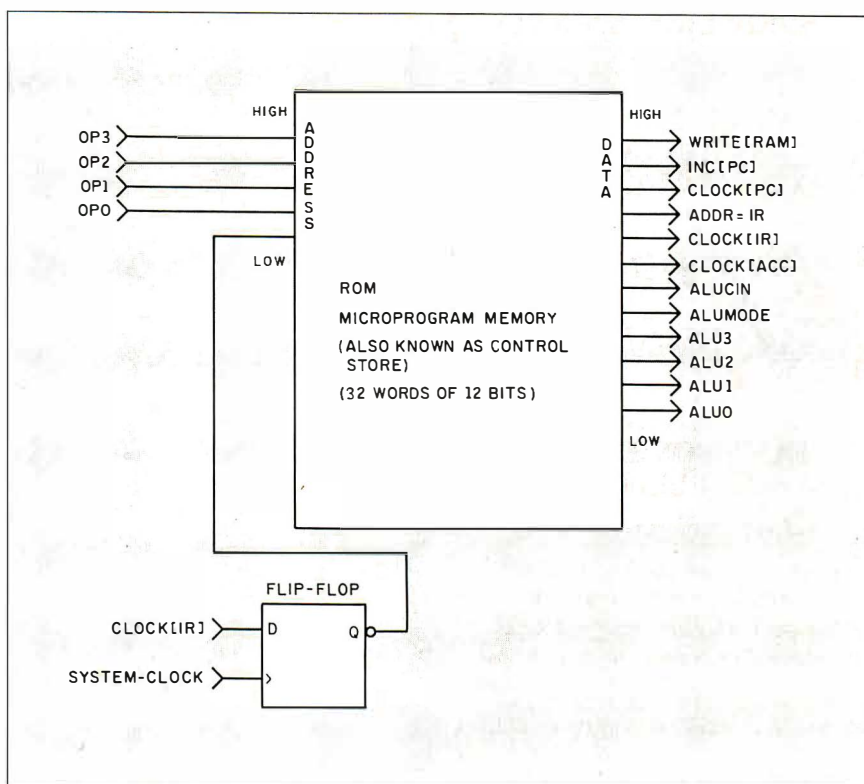 HIGH
HIGH
OP3
OP2
OP1
OP0
ADDRESS
DATA
LOW
WRITE[RAM]
INC[PC]
CLOCK[PC]
ADDR=IR
CLOCK[IR]
CLOCK[ACC]
ALUCIN
ALUMODE
ALU3
ALU2
ALU1
ALU0
LOW
ROM
MICROPROGRAM MEMORY
(ALSO KNOWN AS CONTROL
STORE)
(32 WORDS OF 12 BITS)
FLIP-FLOP
CLOCK[IR]
D
Q
SYSTEM-CLOCK